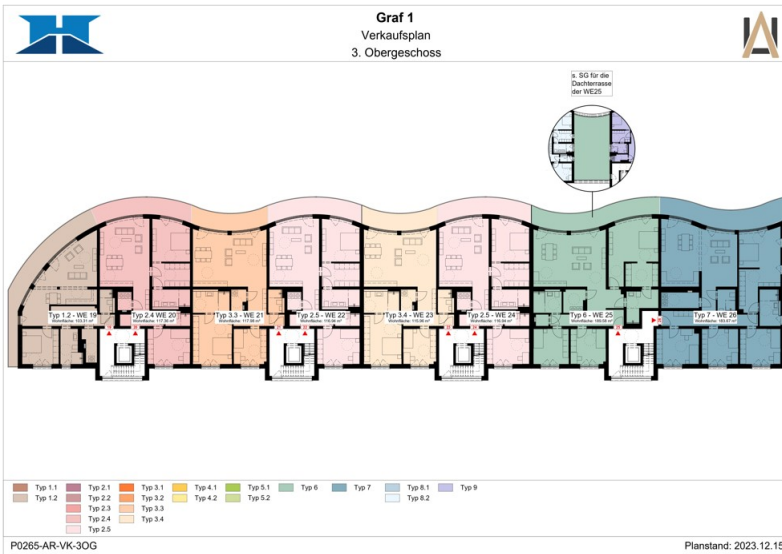 Graf 1
Verkaufsplan
3. Obergeschoss
s. SG für die
Dachterrasse
der WE25
Typ 1.2 - WE 19
Typ 2.4 WE 20
Typ 3.3 - WE 21
Typ 2.5 - WE 22
Typ 3.4 - WE 23
Typ 2.5 - WE 24
Typ 6 - WE 25
Typ 7 - WE 26
Typ 1.1
Typ 2.1
Typ 3.1
Typ 4.1
Typ 5.1
Typ 6
Typ 7
Typ 8.1
Typ 9
Typ 1.2
Typ 2.2
Typ 3.2
Typ 4.2
Typ 5.2
Typ 8.2
Typ 2.3
Typ 3.3
Typ 2.4
Typ 3.4
Typ 2.5
P0265-AR-VK-3OG
Planstand: 2023.12.15